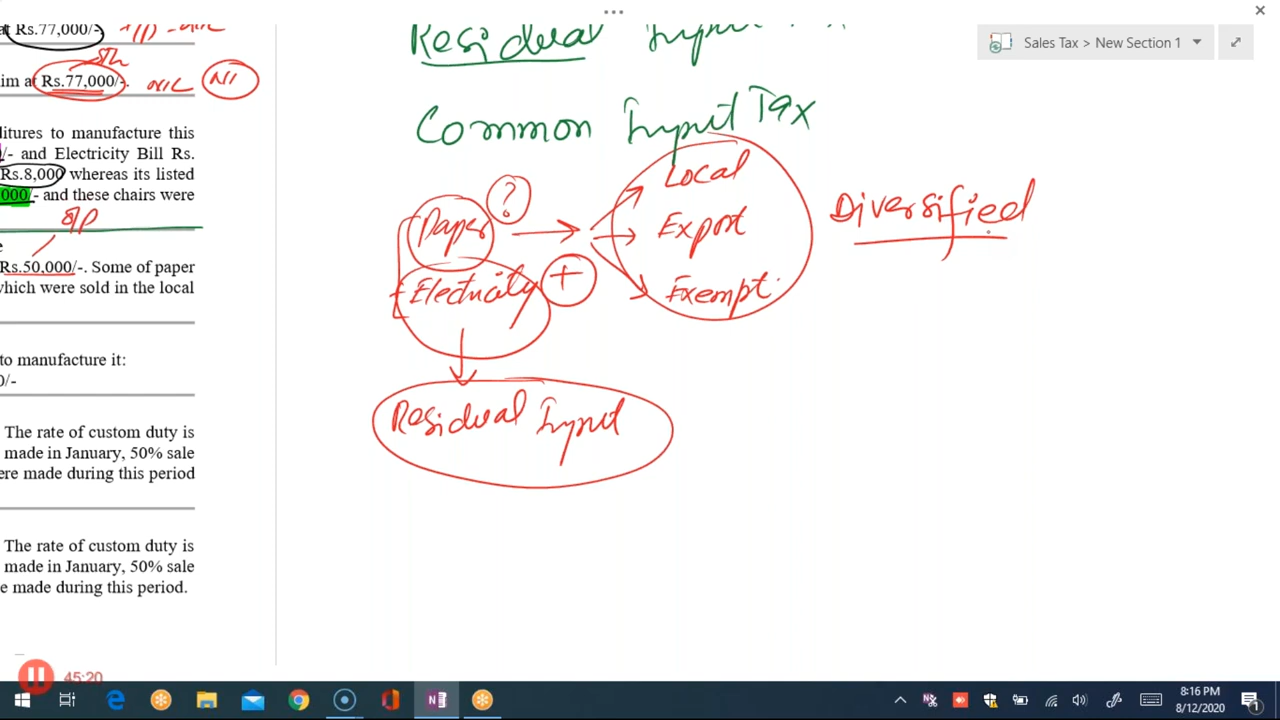 at Rs.77,000/-
im at Rs.77,000/-.
litures to manufacture this
/- and Electricity Bill Rs.
Rs.8,000 whereas its listed
000/- and these chairs were
S/P
e
Rs.50,000/-. Some of paper
which were sold in the local
to manufacture it:
0/-
The rate of custom duty is
made in January, 50% sale
ere made during this period
The rate of custom duty is
made in January, 50% sale
e made during this period.
Residual Input
Common Input Tax
Paper ?
Electricity +
Local
Export
Exempt.
Diversified
Residual Input
Sales Tax > New Section 1
45:20
8:16 PM
8/12/2020